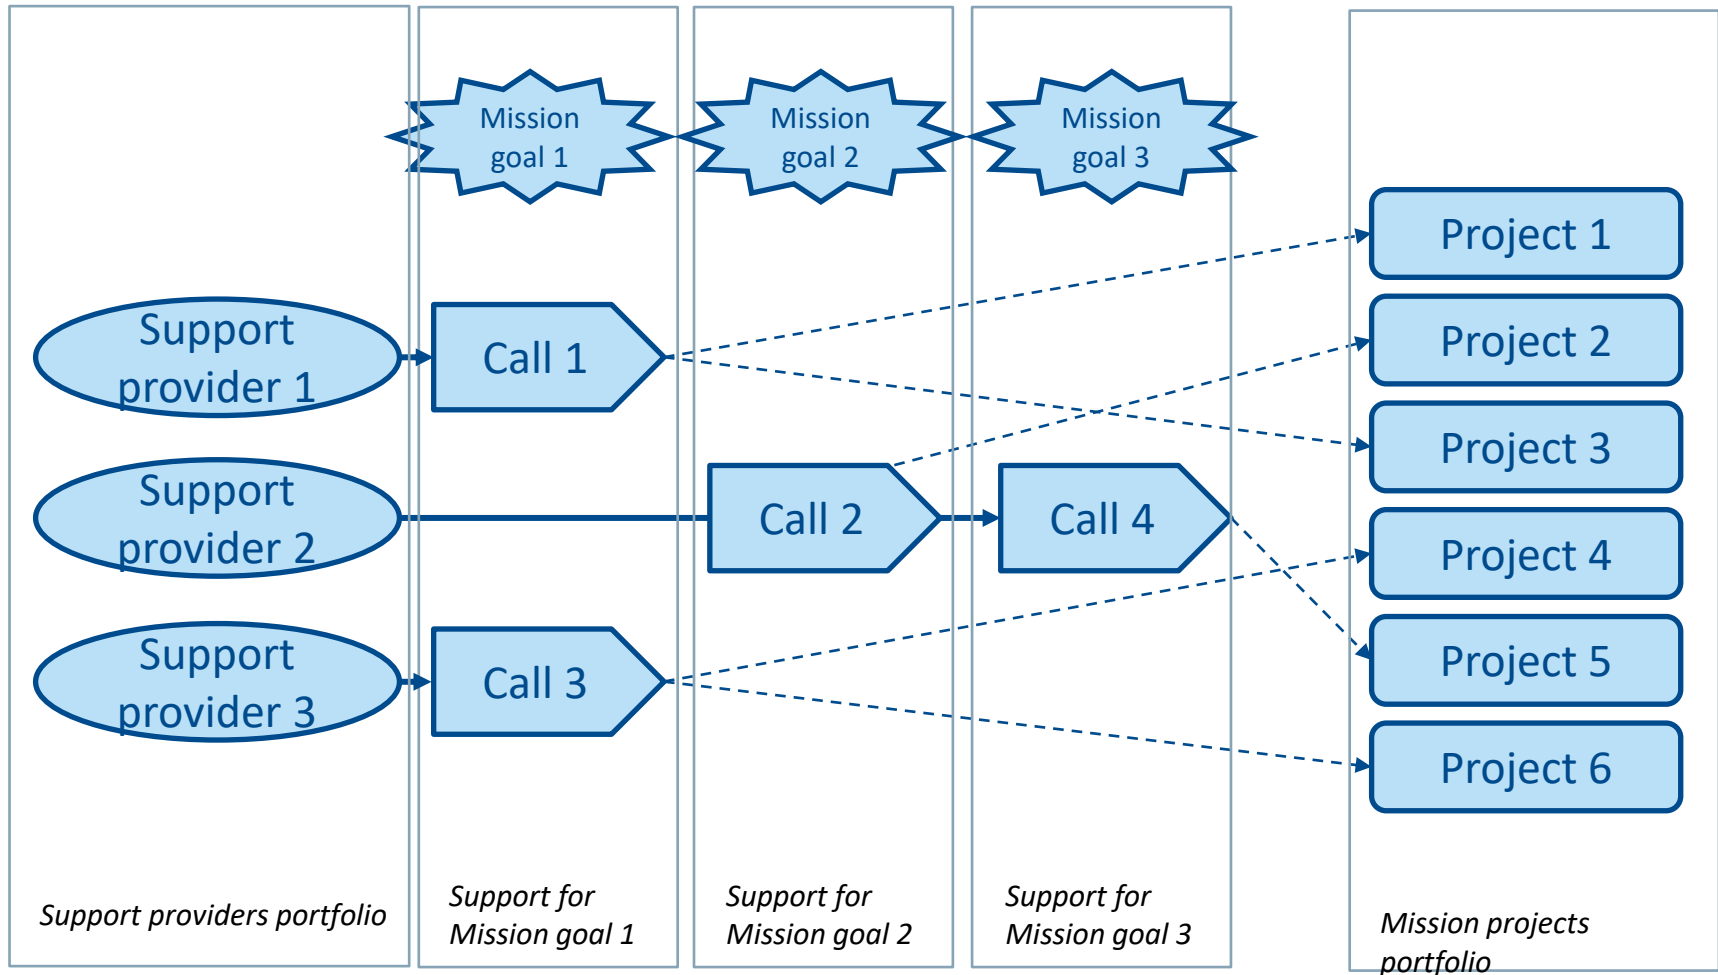 Mission
goal 1
Mission
goal 2
Mission
goal 3
Support
provider 1
Call 1
Support
provider 2
Call 2
Call 4
Support
provider 3
Call 3
Project 1
Project 2
Project 3
Project 4
Project 5
Project 6
Support providers portfolio
Support for
Mission goal 1
Support for
Mission goal 2
Support for
Mission goal 3
Mission projects
portfolio